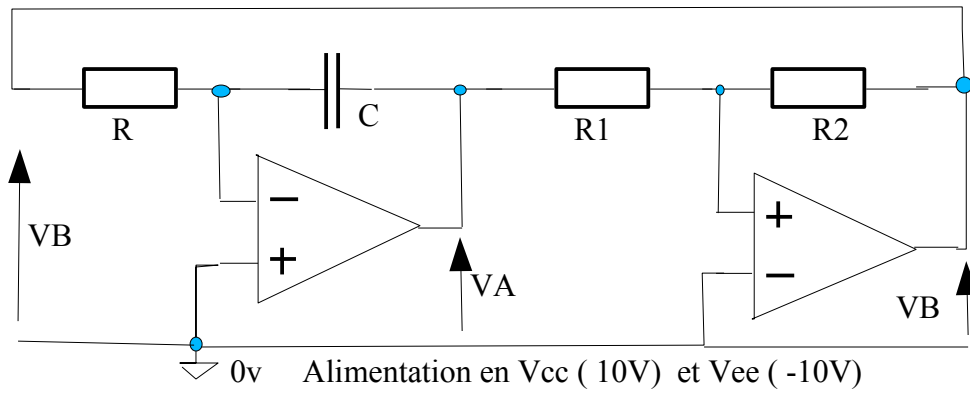 R
C
R1
R2
−
+
+
−
VB
VA
VB
0v Alimentation en Vcc ( 10V) et Vee ( -10V)